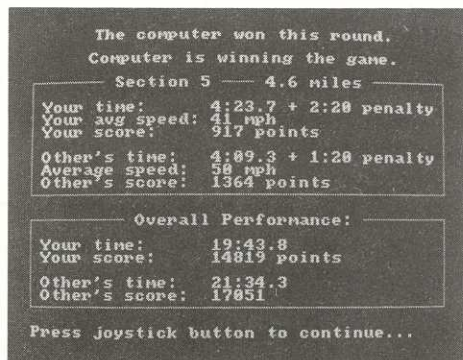 The computer won this round.
Computer is winning the game.
Section 5 — 4.6 miles
Your time: 4:23.7 + 2:20 penalty
Your avg speed: 41 mph
Your score: 917 points
Other's time: 4:09.3 + 1:20 penalty
Average speed: 50 mph
Other's score: 1364 points
Overall Performance:
Your time: 19:43.8
Your score: 14819 points
Other's time: 21:34.3
Other's score: 17051
Press joystick button to continue...